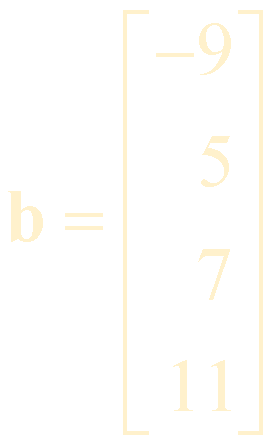 b = [ -9
5
7
11 ]